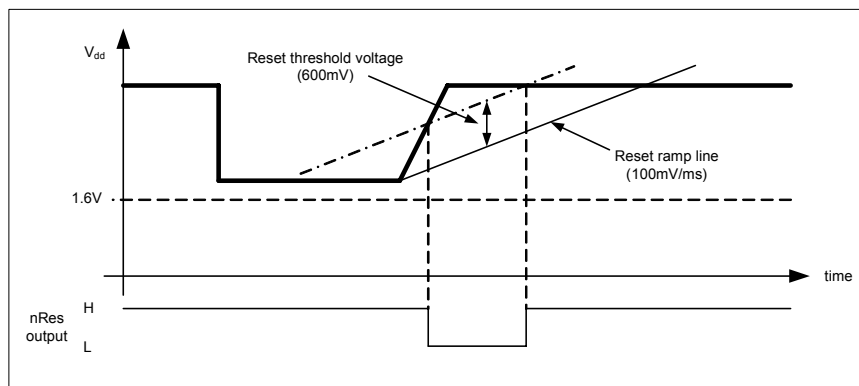 Vdd
Reset threshold voltage
(600mV)
Reset ramp line
(100mV/ms)
1.6V
time
H
nRes
output
L